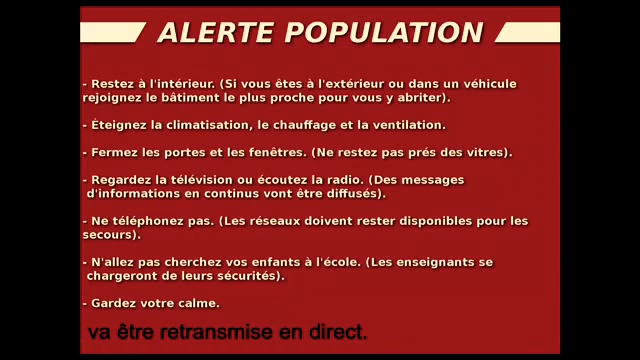 ALERTE POPULATION
- Restez à l'intérieur. (Si vous êtes à l'extérieur ou dans un véhicule
rejoignez le bâtiment le plus proche pour vous y abriter).
- Éteignez la climatisation, le chauffage et la ventilation.
- Fermez les portes et les fenêtres. (Ne restez pas prés des vitres).
- Regardez la télévision ou écoutez la radio. (Des messages
d'informations en continus vont être diffusés).
- Ne téléphonez pas. (Les réseaux doivent rester disponibles pour les
secours).
- N'allez pas cherchez vos enfants à l'école. (Les enseignants se
chargeront de leurs sécurités).
- Gardez votre calme.
va être retransmise en direct.